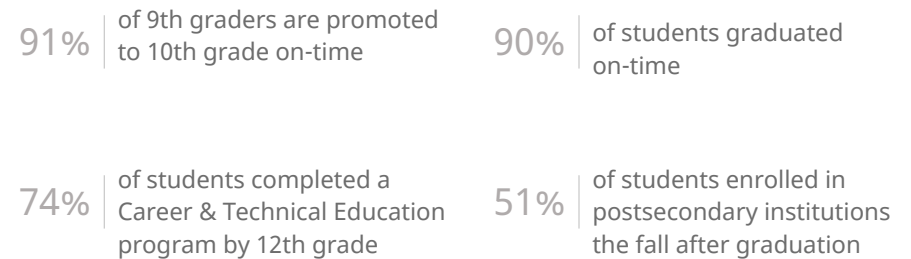 91%
of 9th graders are promoted
to 10th grade on-time
90%
of students graduated
on-time
74%
of students completed a
Career & Technical Education
program by 12th grade
51%
of students enrolled in
postsecondary institutions
the fall after graduation